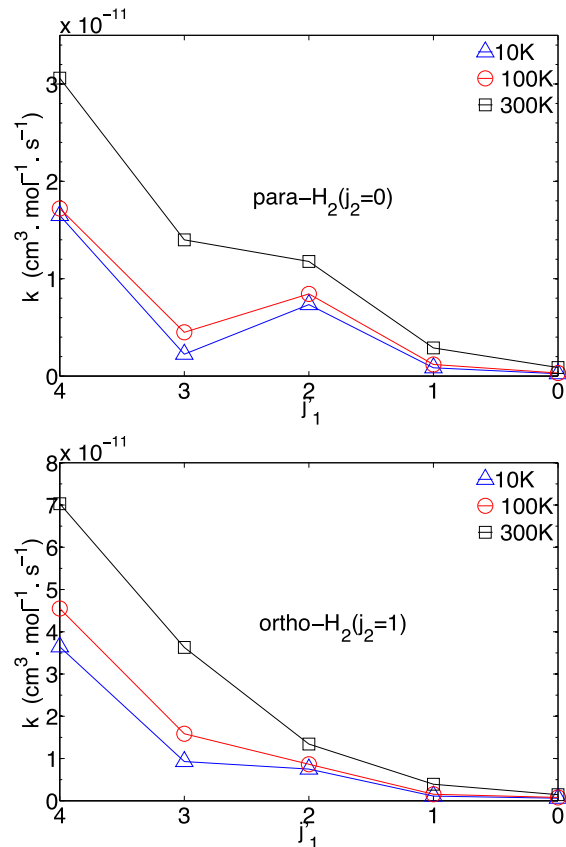 x 10⁻¹¹
3
2
1
0
k (cm³. mol⁻¹. s⁻¹)
10K
100K
300K
para−H₂(j₂=0)
4 3 2 1 0
j'₁
x 10⁻¹¹
8
7
6
5
4
3
2
1
0
k (cm³. mol⁻¹. s⁻¹)
10K
100K
300K
ortho−H₂(j₂=1)
4 3 2 1 0
j'₁